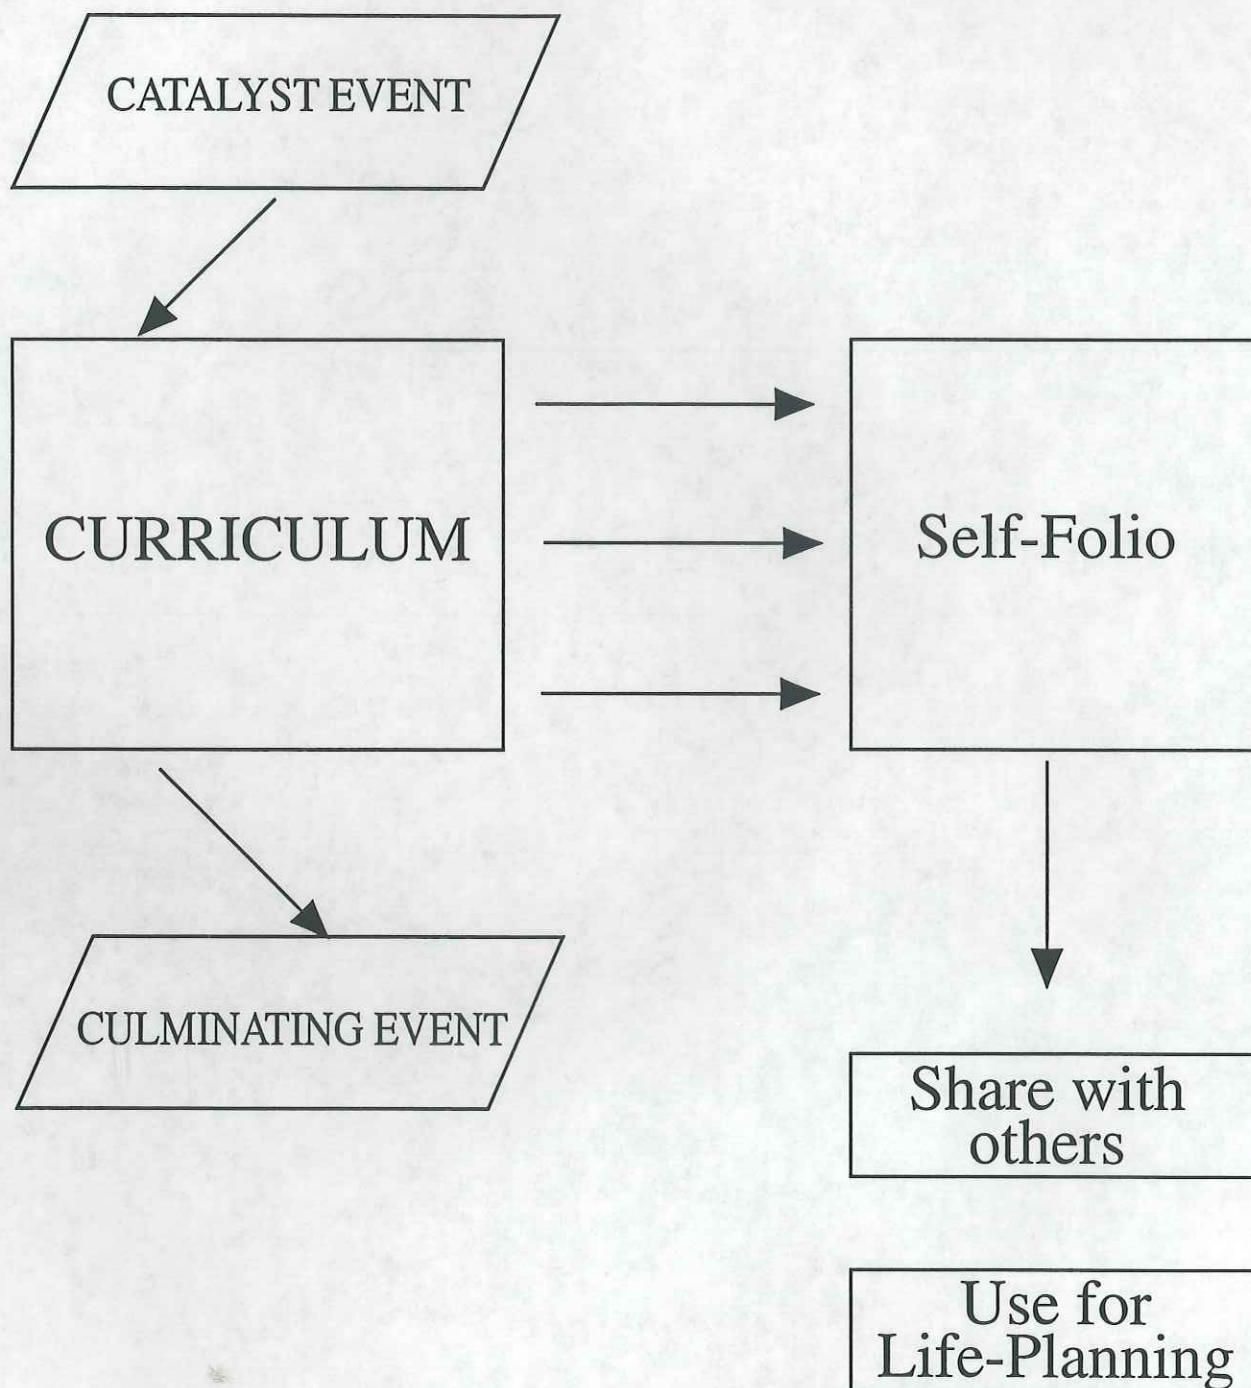 CATALYST EVENT
CURRICULUM
Self-Folio
CULMINATING EVENT
Share with
others
Use for
Life-Planning